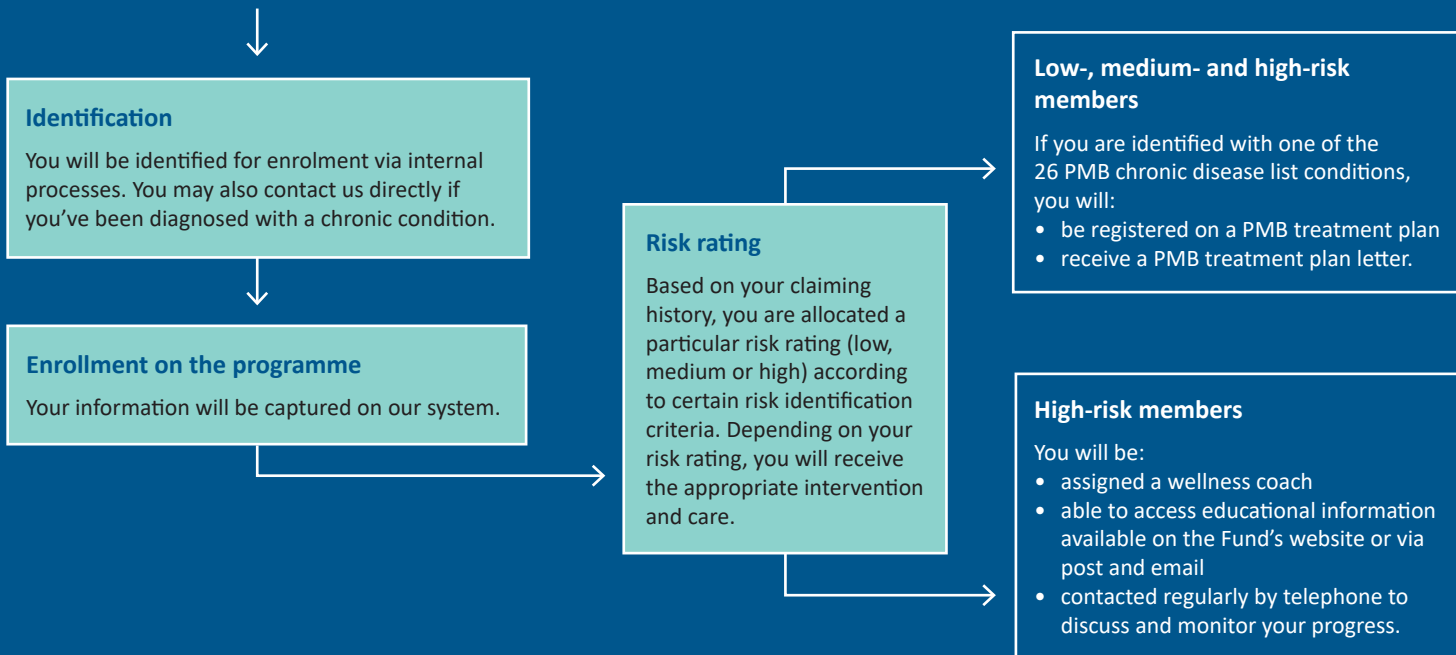 Identification
You will be identified for enrolment via internal
processes. You may also contact us directly if
you’ve been diagnosed with a chronic condition.
Enrollment on the programme
Your information will be captured on our system.
Risk rating
Based on your claiming
history, you are allocated a
particular risk rating (low,
medium or high) according
to certain risk identification
criteria. Depending on your
risk rating, you will receive
the appropriate intervention
and care.
Low-, medium- and high-risk
members
If you are identified with one of the
26 PMB chronic disease list conditions,
you will:
• be registered on a PMB treatment plan
• receive a PMB treatment plan letter.
High-risk members
You will be:
• assigned a wellness coach
• able to access educational information
available on the Fund’s website or via
post and email
• contacted regularly by telephone to
discuss and monitor your progress.